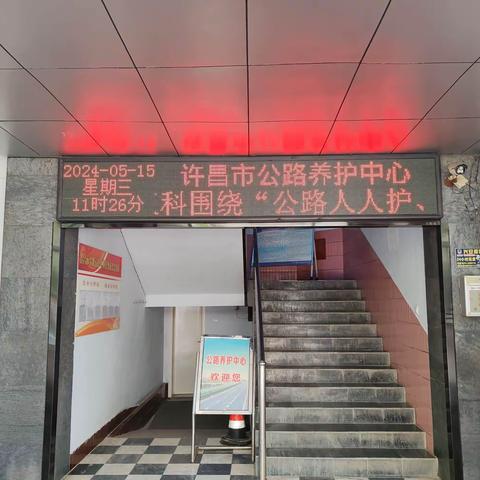 2024-05-15
星期三
11时26分
许昌市公路养护中心
科围绕“公路人人护、
公路养护中心
欢迎您